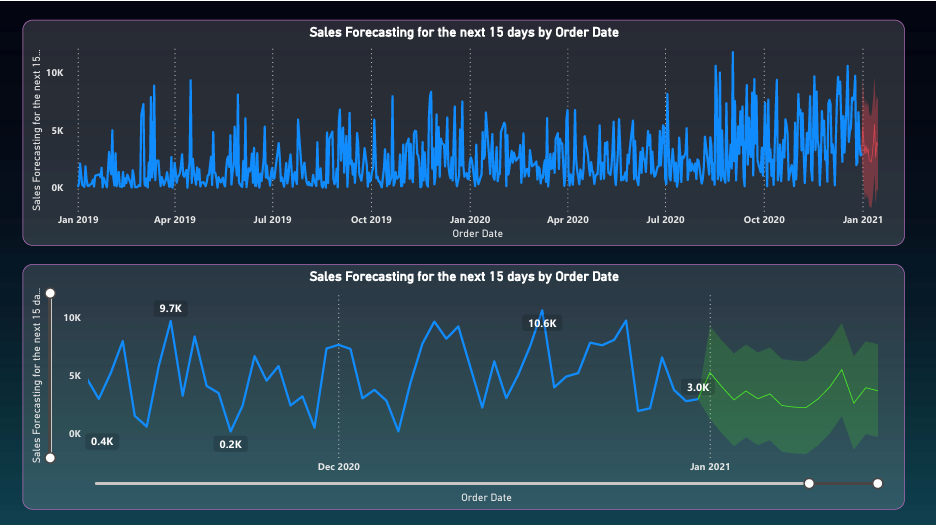 Sales Forecasting for the next 15 days by Order Date
Sales Forecasting for the next 15...
10K
5K
0K
Jan 2019 Apr 2019 Jul 2019 Oct 2019 Jan 2020 Apr 2020 Jul 2020 Oct 2020 Jan 2021
Order Date
Sales Forecasting for the next 15 days by Order Date
Sales Forecasting for the next 15 da...
10K
5K
0K
9.7K
10.6K
3.0K
0.4K
0.2K
Dec 2020 Jan 2021
Order Date